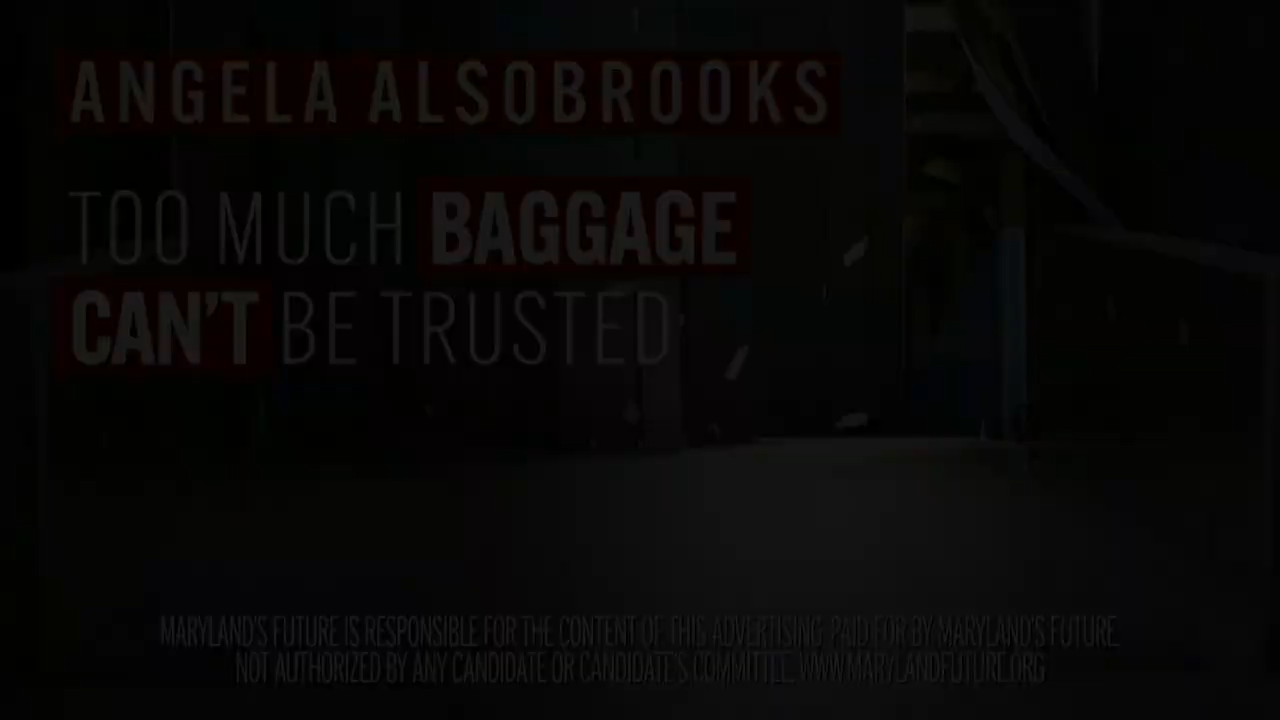 ANGELA ALSOBROOKS
TOO MUCH BAGGAGE
CAN'T BE TRUSTED
MARYLAND'S FUTURE IS RESPONSIBLE FOR THE CONTENT OF THIS ADVERTISING. PAID FOR BY MARYLAND'S FUTURE.
NOT AUTHORIZED BY ANY CANDIDATE OR CANDIDATE'S COMMITTEE. WWW.MARYLANDFUTURE.ORG